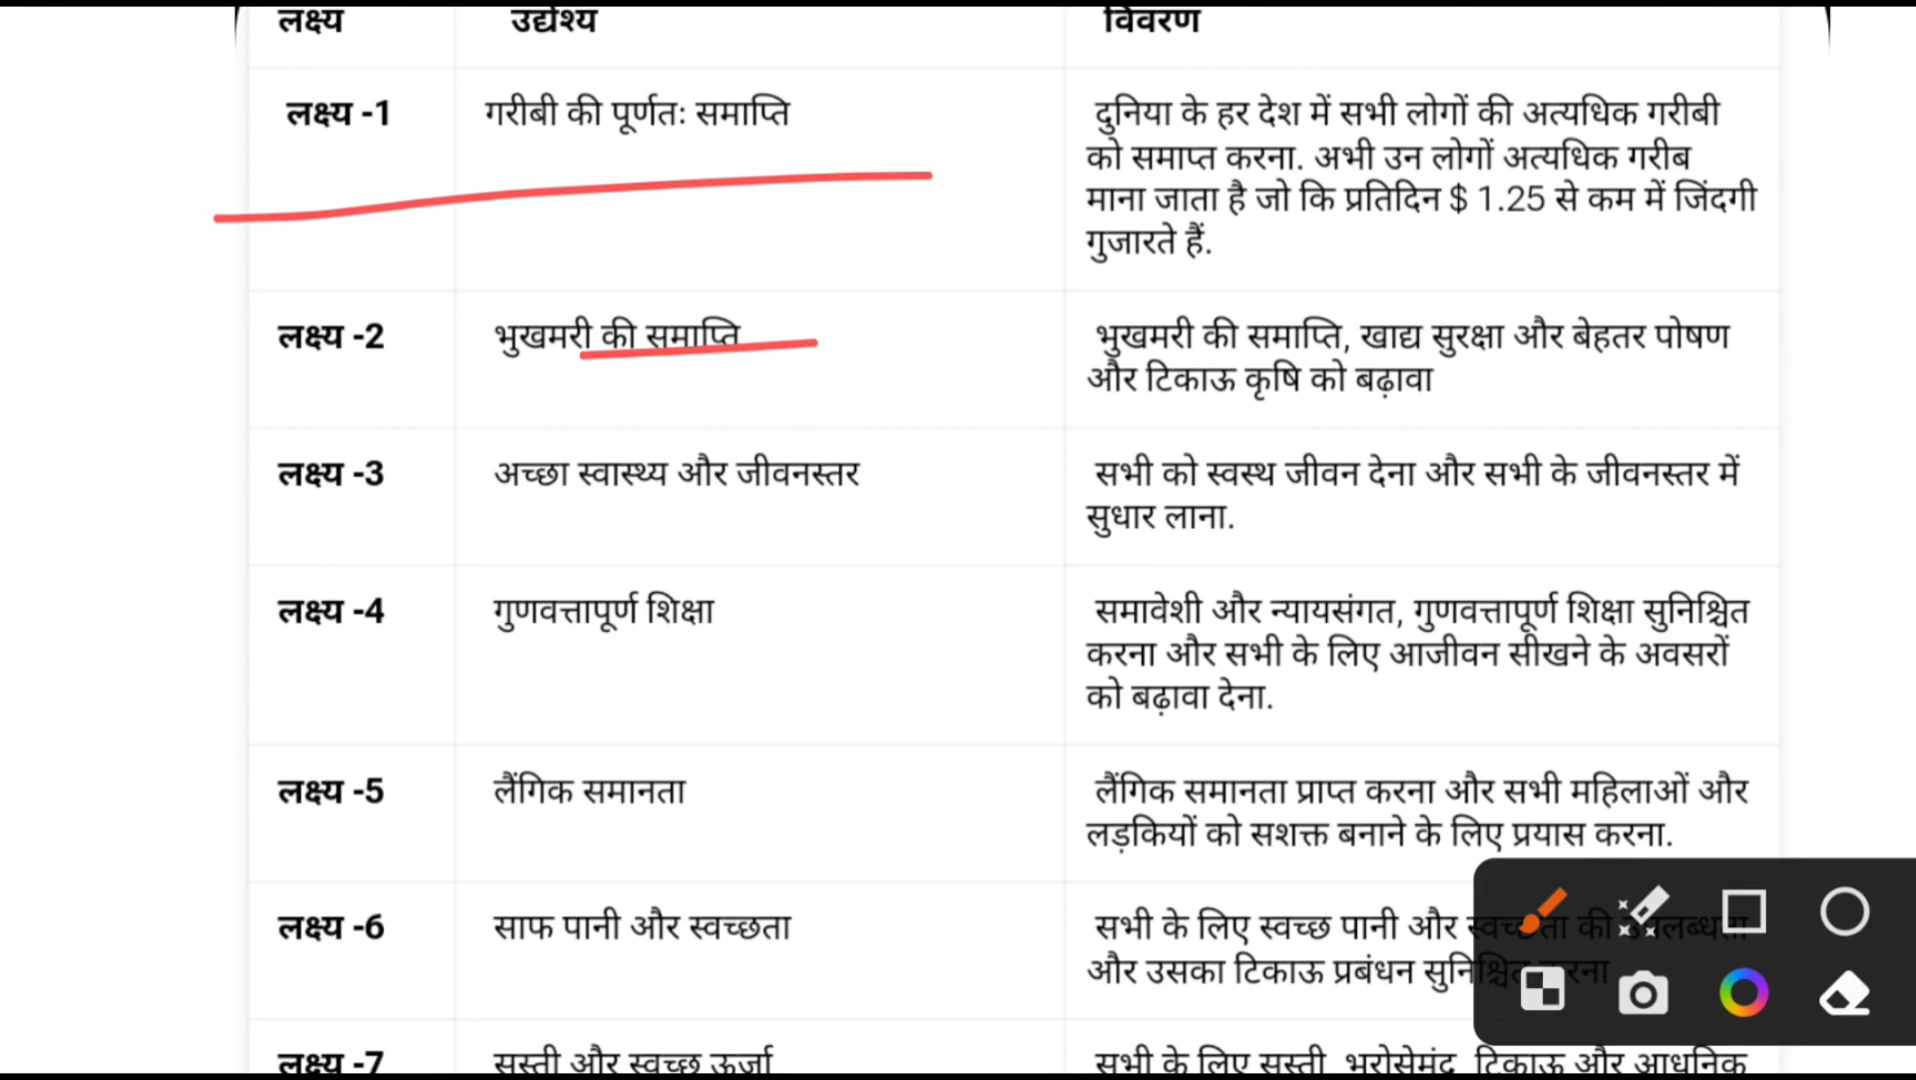 लक्ष्य उद्येश्य विवरण
लक्ष्य -1 गरीबी की पूर्णतः समाप्ति दुनिया के हर देश में सभी लोगों की अत्यधिक गरीबी
को समाप्त करना. अभी उन लोगों अत्यधिक गरीब
माना जाता है जो कि प्रतिदिन $ 1.25 से कम में जिंदगी
गुजारते हैं.
लक्ष्य -2 भुखमरी की समाप्ति भुखमरी की समाप्ति, खाद्य सुरक्षा और बेहतर पोषण
और टिकाऊ कृषि को बढ़ावा
लक्ष्य -3 अच्छा स्वास्थ्य और जीवनस्तर सभी को स्वस्थ जीवन देना और सभी के जीवनस्तर में
सुधार लाना.
लक्ष्य -4 गुणवत्तापूर्ण शिक्षा समावेशी और न्यायसंगत, गुणवत्तापूर्ण शिक्षा सुनिश्चित
करना और सभी के लिए आजीवन सीखने के अवसरों
को बढ़ावा देना.
लक्ष्य -5 लैंगिक समानता लैंगिक समानता प्राप्त करना और सभी महिलाओं और
लड़कियों को सशक्त बनाने के लिए प्रयास करना.
लक्ष्य -6 साफ पानी और स्वच्छता सभी के लिए स्वच्छ पानी और स्वच्छता की उपलब्धता
और उसका टिकाऊ प्रबंधन सुनिश्चित करना
लक्ष्य -7 सस्ती और स्वच्छ ऊर्जा सभी के लिए सस्ती, भरोसेमंद, टिकाऊ और आधुनिक